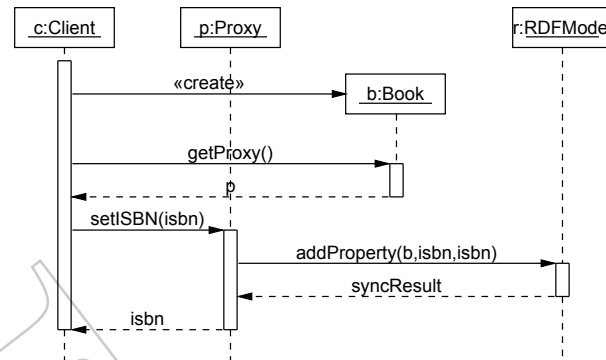 c:Client
p:Proxy
r:RDFMode
«create»
b:Book
getProxy()
p
setISBN(isbn)
addProperty(b,isbn,isbn)
syncResult
isbn